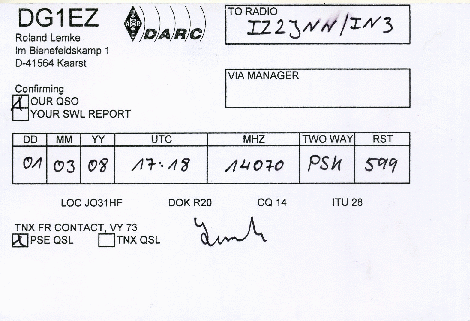 DG1EZ
Roland Lemke
Im Bienefeldskamp 1
D-41564 Kaarst
DARC
TO RADIO
IZ2JNN/IN3
VIA MANAGER
Confirming
X OUR QSO
YOUR SWL REPORT
DD MM YY UTC MHZ TWO WAY RST
01 03 08 17:18 14070 PSK 599
LOC JO31HF DOK R20 CQ 14 ITU 28
TNX FR CONTACT, VY 73
X PSE QSL TNX QSL